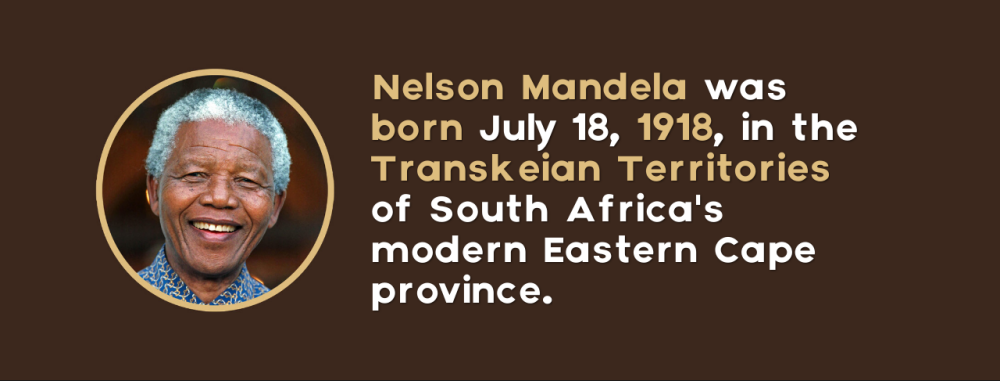 Nelson Mandela was
born July 18, 1918, in the
Transkeian Territories
of South Africa's
modern Eastern Cape
province.